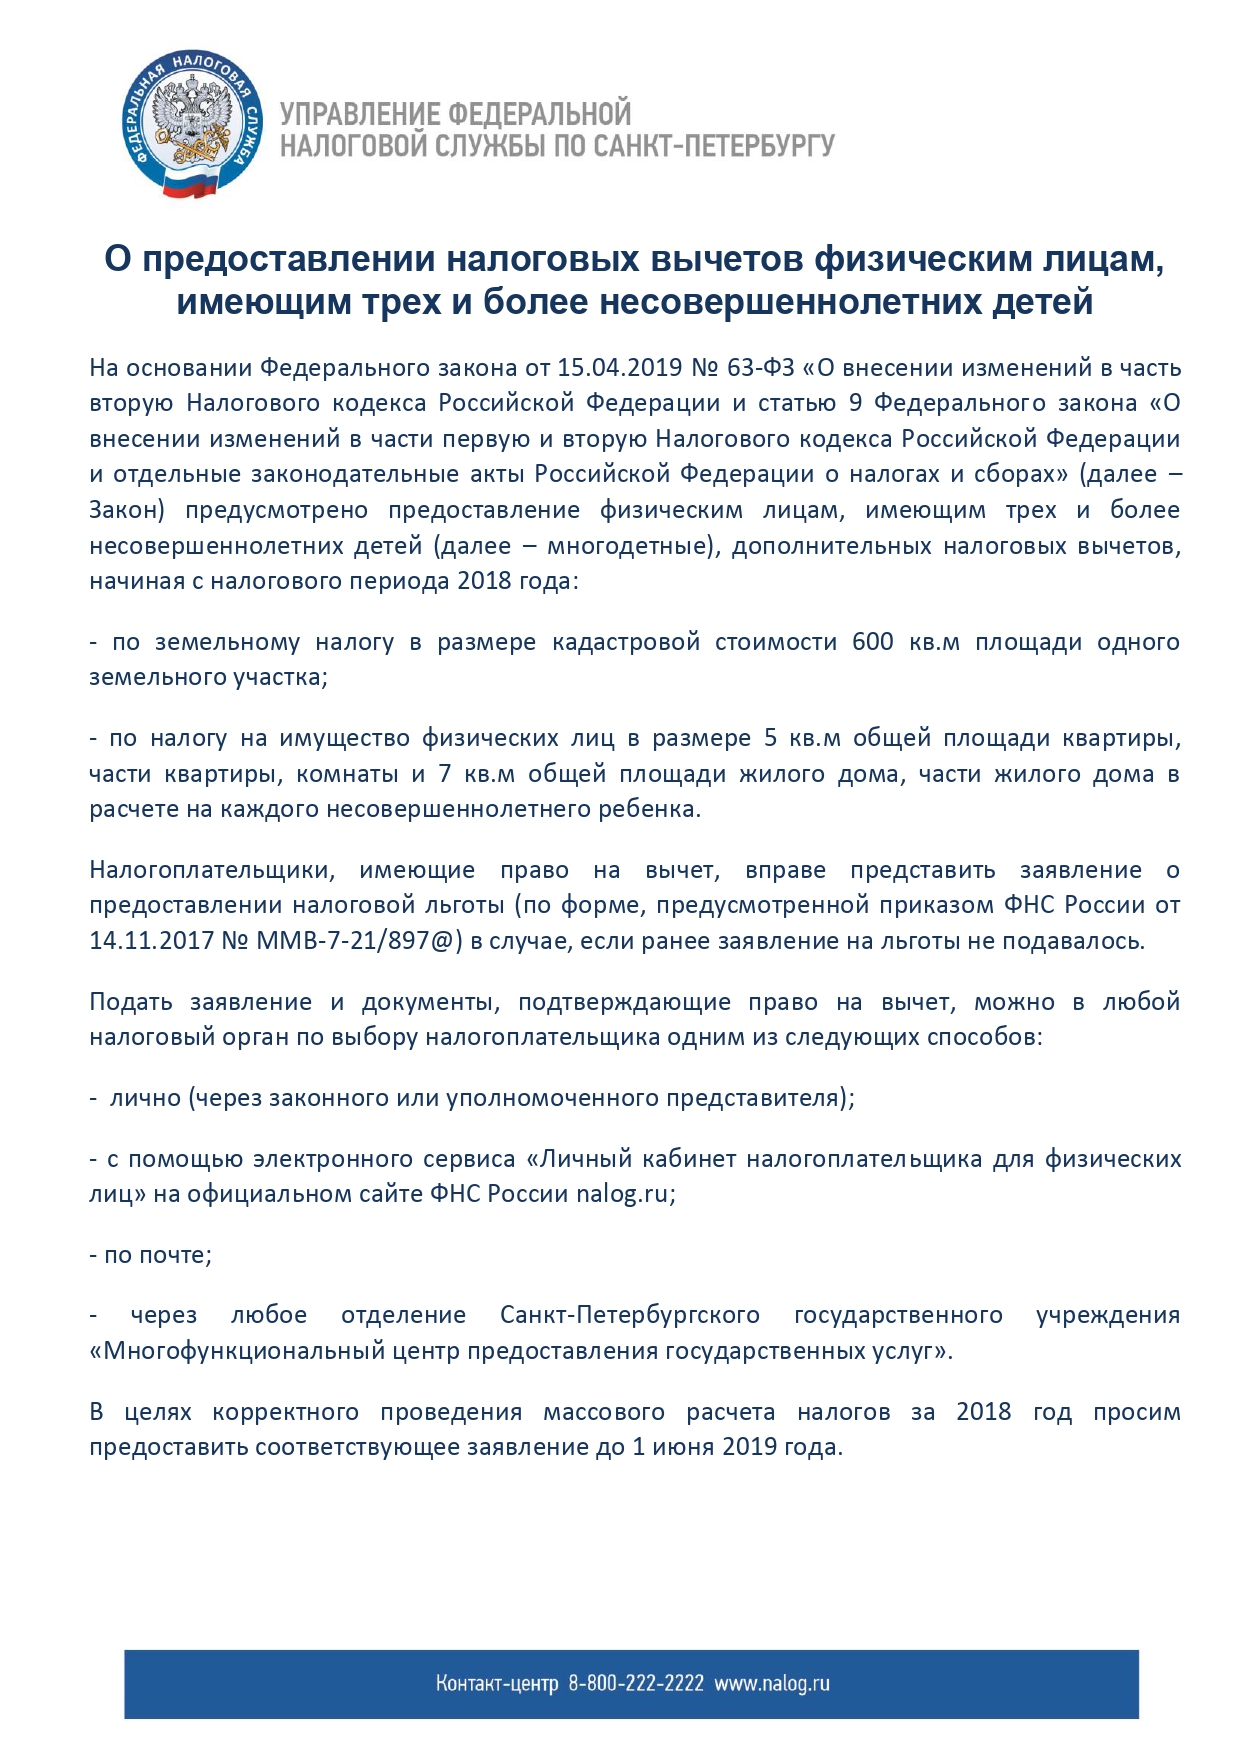 ФЕДЕРАЛЬНАЯ НАЛОГОВАЯ СЛУЖБА
УПРАВЛЕНИЕ ФЕДЕРАЛЬНОЙ
НАЛОГОВОЙ СЛУЖБЫ ПО САНКТ-ПЕТЕРБУРГУ
О предоставлении налоговых вычетов физическим лицам,
имеющим трех и более несовершеннолетних детей
На основании Федерального закона от 15.04.2019 № 63-ФЗ «О внесении изменений в часть
вторую Налогового кодекса Российской Федерации и статью 9 Федерального закона «О
внесении изменений в части первую и вторую Налогового кодекса Российской Федерации
и отдельные законодательные акты Российской Федерации о налогах и сборах» (далее –
Закон) предусмотрено предоставление физическим лицам, имеющим трех и более
несовершеннолетних детей (далее – многодетные), дополнительных налоговых вычетов,
начиная с налогового периода 2018 года:
- по земельному налогу в размере кадастровой стоимости 600 кв.м площади одного
земельного участка;
- по налогу на имущество физических лиц в размере 5 кв.м общей площади квартиры,
части квартиры, комнаты и 7 кв.м общей площади жилого дома, части жилого дома в
расчете на каждого несовершеннолетнего ребенка.
Налогоплательщики, имеющие право на вычет, вправе представить заявление о
предоставлении налоговой льготы (по форме, предусмотренной приказом ФНС России от
14.11.2017 № ММВ-7-21/897@) в случае, если ранее заявление на льготы не подавалось.
Подать заявление и документы, подтверждающие право на вычет, можно в любой
налоговый орган по выбору налогоплательщика одним из следующих способов:
- лично (через законного или уполномоченного представителя);
- с помощью электронного сервиса «Личный кабинет налогоплательщика для физических
лиц» на официальном сайте ФНС России nalog.ru;
- по почте;
- через любое отделение Санкт-Петербургского государственного учреждения
«Многофункциональный центр предоставления государственных услуг».
В целях корректного проведения массового расчета налогов за 2018 год просим
предоставить соответствующее заявление до 1 июня 2019 года.
Контакт-центр 8-800-222-2222 www.nalog.ru